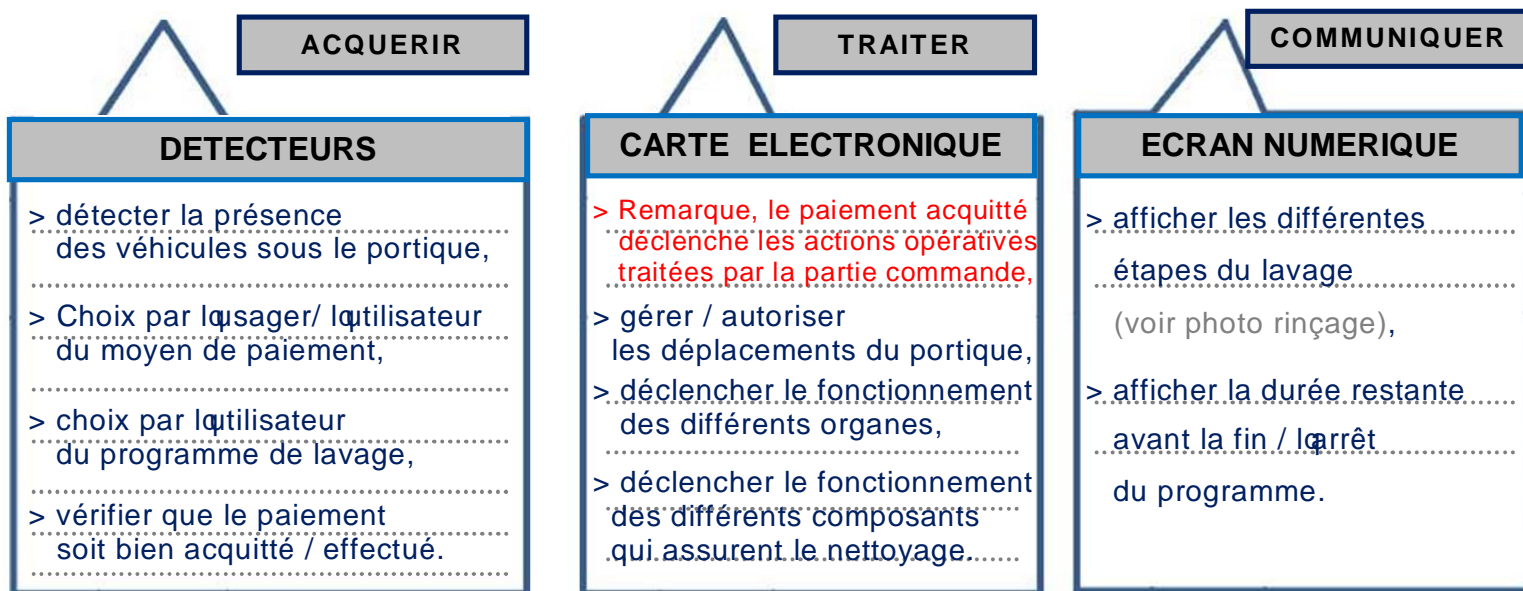 ACQUERIR
DETECTEURS
> détecter la présence
des véhicules sous le portique,
> Choix par lqusager/ lqutilisateur
du moyen de paiement,
> choix par lqutilisateur
du programme de lavage,
> vérifier que le paiement
soit bien acquitté / effectué.
TRAITER
CARTE ELECTRONIQUE
> Remarque, le paiement acquitté
déclenche les actions opératives
traitées par la partie commande,
> gérer / autoriser
les déplacements du portique,
> déclencher le fonctionnement
des différents organes,
> déclencher le fonctionnement
des différents composants
qui assurent le nettoyage.
COMMUNIQUER
ECRAN NUMERIQUE
> afficher les différentes
étapes du lavage
(voir photo rinçage),
> afficher la durée restante
avant la fin / lqarrêt
du programme.